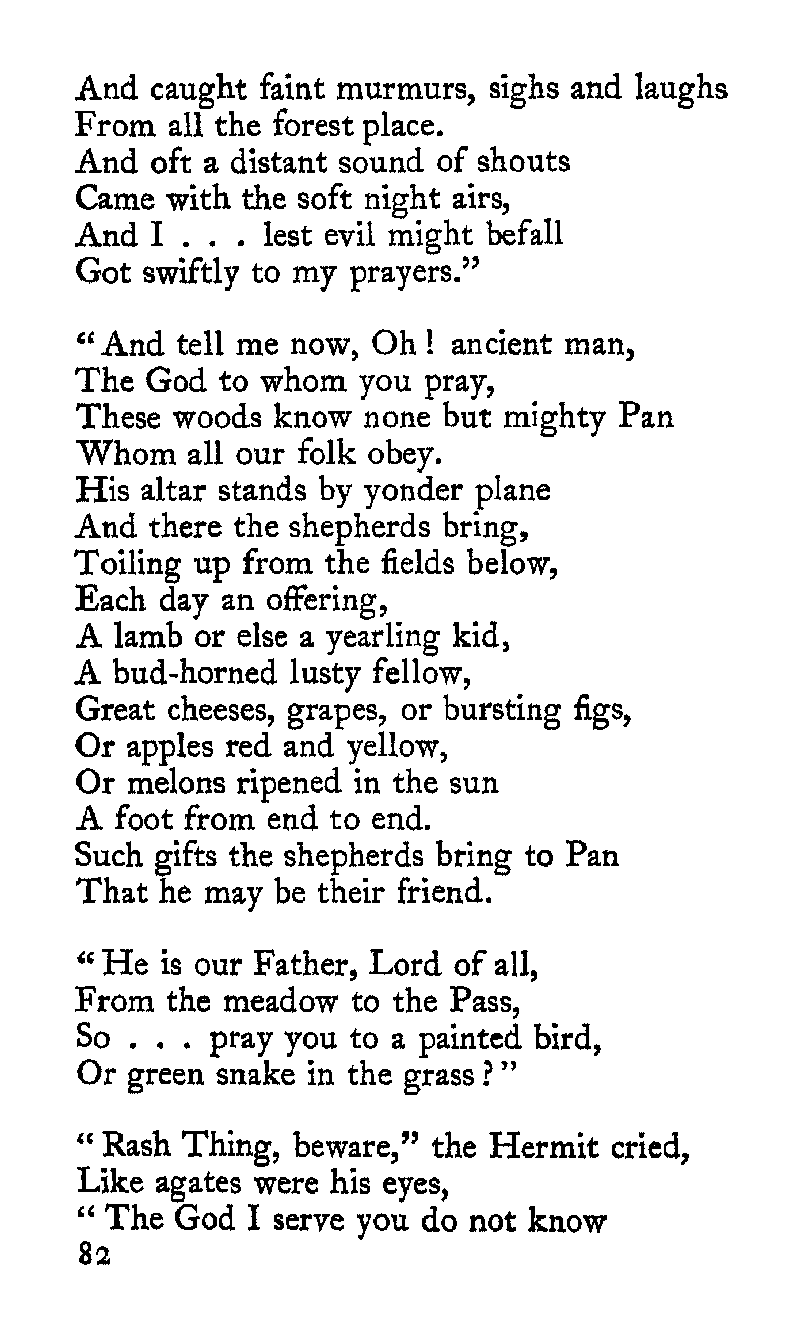 And caught faint murmurs, sighs and laughs
From all the forest place.
And oft a distant sound of shouts
Came with the soft night airs,
And I . . . lest evil might befall
Got swiftly to my prayers.”
“And tell me now, Oh ! ancient man,
The God to whom you pray,
These woods know none but mighty Pan
Whom all our folk obey.
His altar stands by yonder plane
And there the shepherds bring,
Toiling up from the fields below,
Each day an offering,
A lamb or else a yearling kid,
A bud-horned lusty fellow,
Great cheeses, grapes, or bursting figs,
Or apples red and yellow,
Or melons ripened in the sun
A foot from end to end.
Such gifts the shepherds bring to Pan
That he may be their friend.
“ He is our Father, Lord of all,
From the meadow to the Pass,
So . . . pray you to a painted bird,
Or green snake in the grass ? ”
“ Rash Thing, beware,” the Hermit cried,
Like agates were his eyes,
“ The God I serve you do not know
82